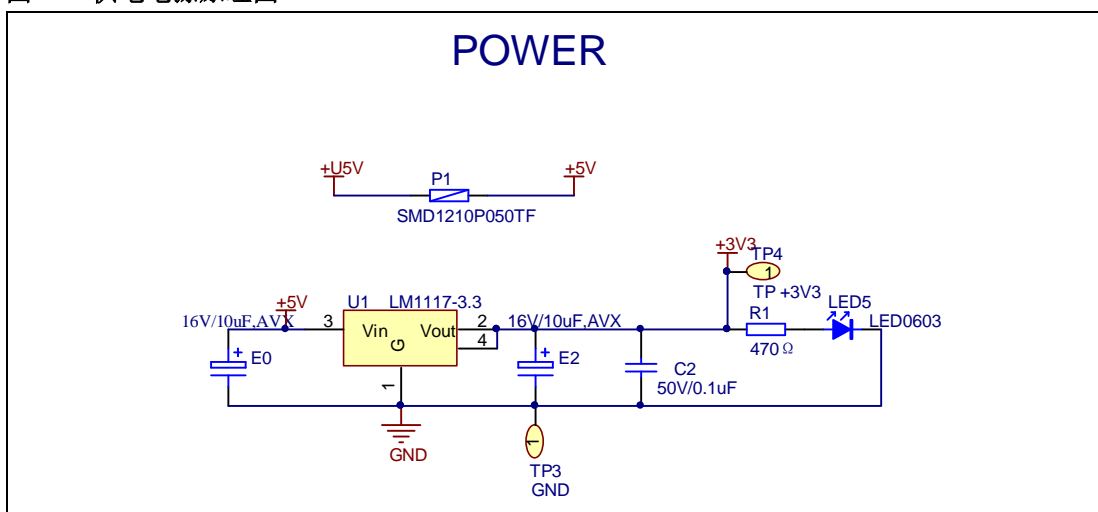 POWER
+U5V
P1
+5V
SMD1210P050TF
+3V3
TP4
1
TP +3V3
+5V
U1
LM1117-3.3
16V/10uF,AVX
3
Vin
Vout
G
2
4
1
16V/10uF,AVX
R1
470Ω
LED5
LED0603
E0
E2
C2
50V/0.1uF
GND
1
TP3
GND